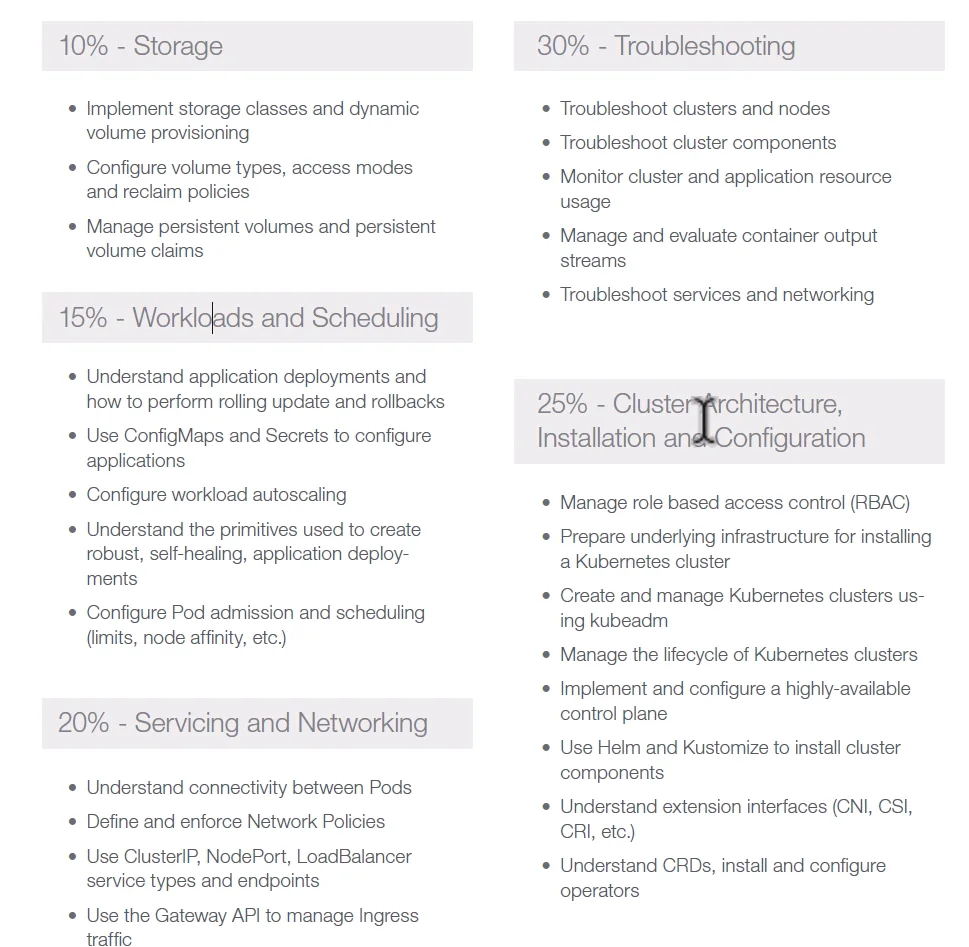 10% - Storage
• Implement storage classes and dynamic
volume provisioning
• Configure volume types, access modes
and reclaim policies
• Manage persistent volumes and persistent
volume claims
15% - Workloads and Scheduling
• Understand application deployments and
how to perform rolling update and rollbacks
• Use ConfigMaps and Secrets to configure
applications
• Configure workload autoscaling
• Understand the primitives used to create
robust, self-healing, application deploy-
ments
• Configure Pod admission and scheduling
(limits, node affinity, etc.)
20% - Servicing and Networking
• Understand connectivity between Pods
• Define and enforce Network Policies
• Use ClusterIP, NodePort, LoadBalancer
service types and endpoints
• Use the Gateway API to manage Ingress
traffic
30% - Troubleshooting
• Troubleshoot clusters and nodes
• Troubleshoot cluster components
• Monitor cluster and application resource
usage
• Manage and evaluate container output
streams
• Troubleshoot services and networking
25% - Cluster Architecture,
Installation and Configuration
• Manage role based access control (RBAC)
• Prepare underlying infrastructure for installing
a Kubernetes cluster
• Create and manage Kubernetes clusters us-
ing kubeadm
• Manage the lifecycle of Kubernetes clusters
• Implement and configure a highly-available
control plane
• Use Helm and Kustomize to install cluster
components
• Understand extension interfaces (CNI, CSI,
CRI, etc.)
• Understand CRDs, install and configure
operators